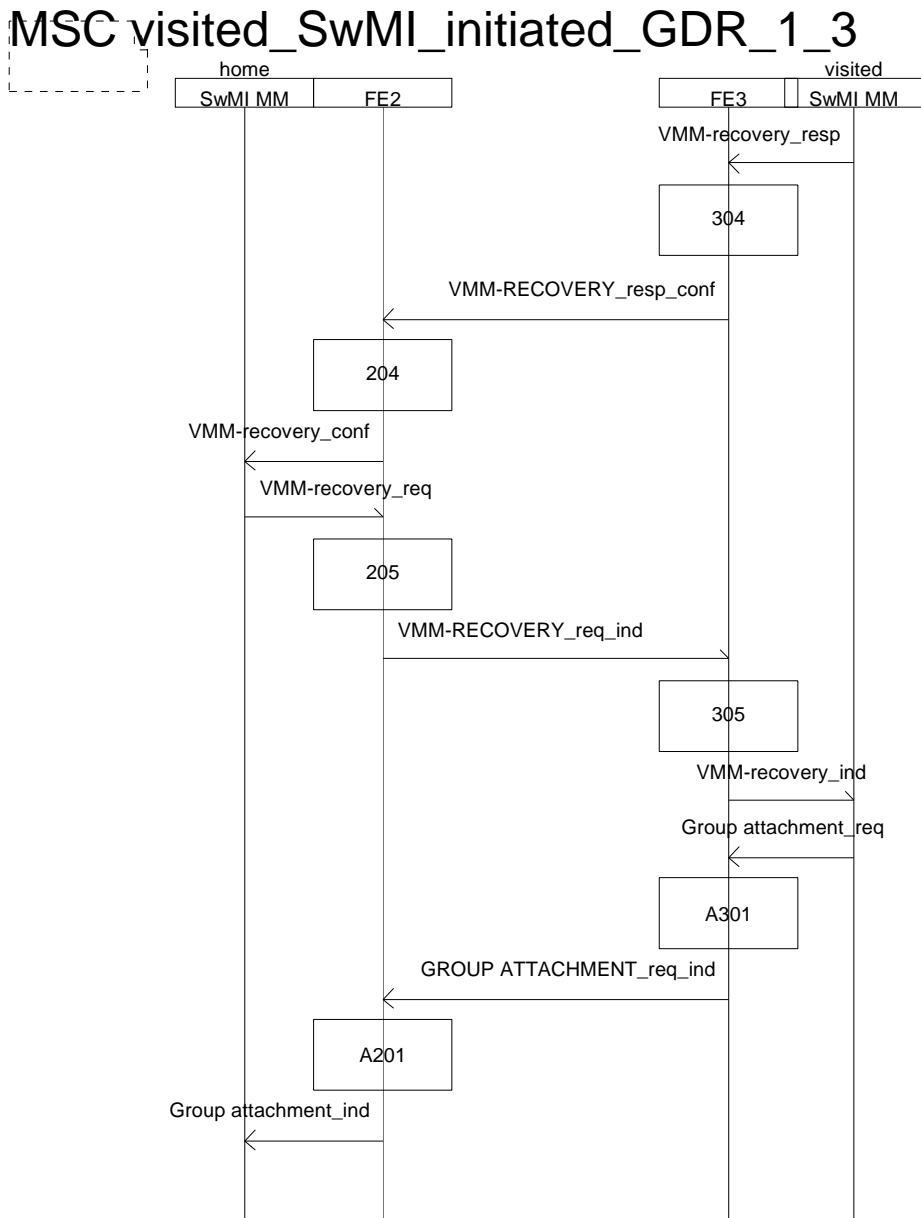 MSC visited_SwMI_initiated_GDR_1_3
home visited
SwMI MM FE2 FE3 SwMI MM
VMM-recovery_resp
304
VMM-RECOVERY_resp_conf
204
VMM-recovery_conf
VMM-recovery_req
205
VMM-RECOVERY_req_ind
305
VMM-recovery_ind
Group attachment_req
A301
GROUP ATTACHMENT_req_ind
A201
Group attachment_ind